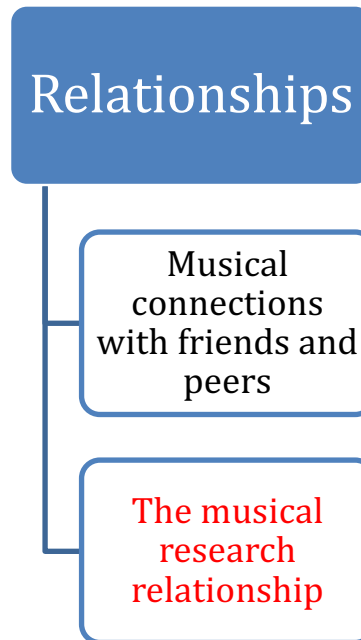 Relationships
Musical
connections
with friends and
peers
The musical
research
relationship